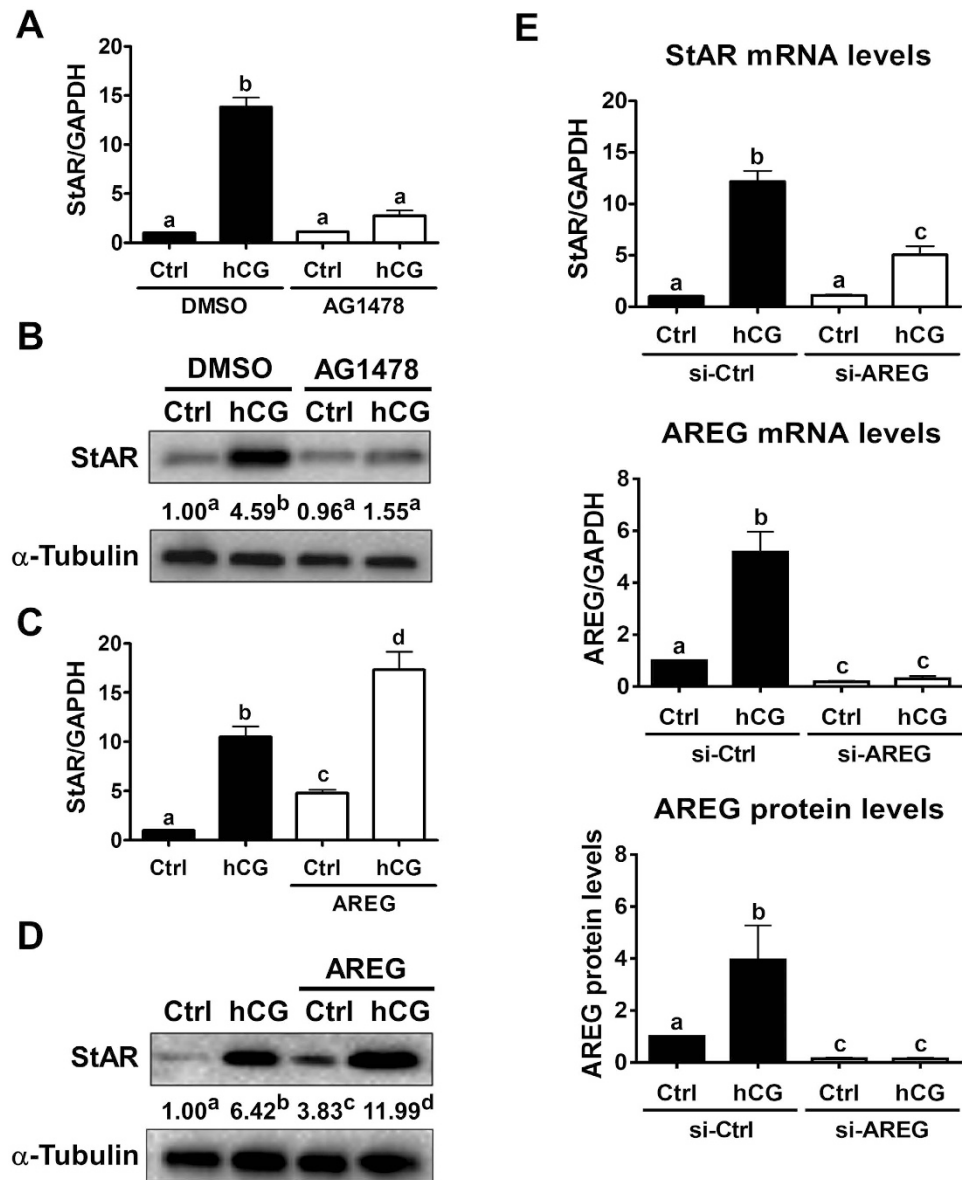 A
StAR/GAPDH
20
15
10
5
0
a
b
a
a
Ctrl hCG Ctrl hCG
DMSO AG1478
B
DMSO AG1478
Ctrl hCG Ctrl hCG
StAR
1.00a 4.59b 0.96a 1.55a
α-Tubulin
C
StAR/GAPDH
20
15
10
5
0
a
b
c
d
Ctrl hCG Ctrl hCG
AREG
D
AREG
Ctrl hCG Ctrl hCG
StAR
1.00a 6.42b 3.83c 11.99d
α-Tubulin
E
StAR mRNA levels
StAR/GAPDH
20
15
10
5
0
a
b
a
c
Ctrl hCG Ctrl hCG
si-Ctrl si-AREG
AREG mRNA levels
AREG/GAPDH
8
6
4
2
0
a
b
c
c
Ctrl hCG Ctrl hCG
si-Ctrl si-AREG
AREG protein levels
AREG protein levels
8
6
4
2
0
a
b
c
c
Ctrl hCG Ctrl hCG
si-Ctrl si-AREG